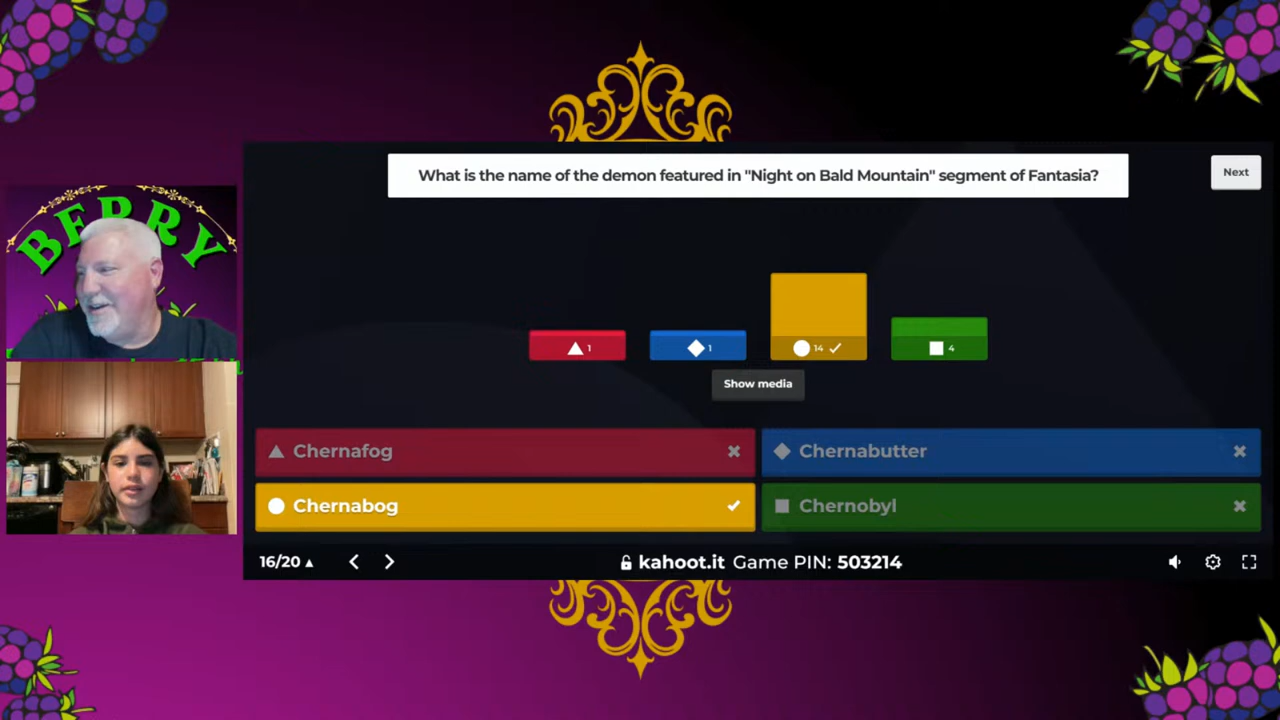 What is the name of the demon featured in "Night on Bald Mountain" segment of Fantasia?
Next
BERRY
1
1
14
4
Show media
Chernafog
Chernabutter
Chernabog
Chernobyl
16/20
kahoot.it Game PIN: 503214